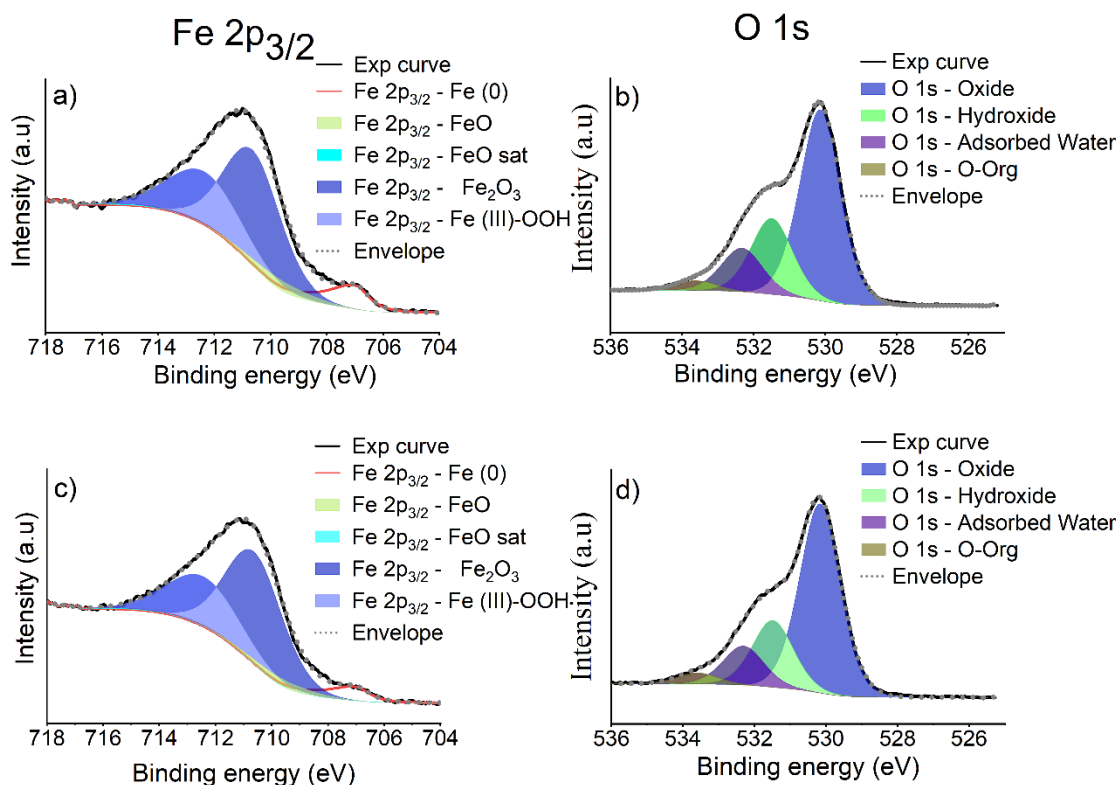 Fe 2p3/2
O 1s
a)
Exp curve
Fe 2p3/2 - Fe (0)
Fe 2p3/2 - FeO
Fe 2p3/2 - FeO sat
Fe 2p3/2 - Fe2O3
Fe 2p3/2 - Fe (III)-OOH
Envelope
Intensity (a.u)
718 716 714 712 710 708 706 704
Binding energy (eV)
b)
Exp curve
O 1s - Oxide
O 1s - Hydroxide
O 1s - Adsorbed Water
O 1s - O-Org
Envelope
Intensity (a.u)
536 534 532 530 528 526
Binding energy (eV)
c)
Exp curve
Fe 2p3/2 - Fe (0)
Fe 2p3/2 - FeO
Fe 2p3/2 - FeO sat
Fe 2p3/2 - Fe2O3
Fe 2p3/2 - Fe (III)-OOH
Envelope
Intensity (a.u)
718 716 714 712 710 708 706 704
Binding energy (eV)
d)
Exp curve
O 1s - Oxide
O 1s - Hydroxide
O 1s - Adsorbed Water
O 1s - O-Org
Envelope
Intensity (a.u)
536 534 532 530 528 526
Binding energy (eV)